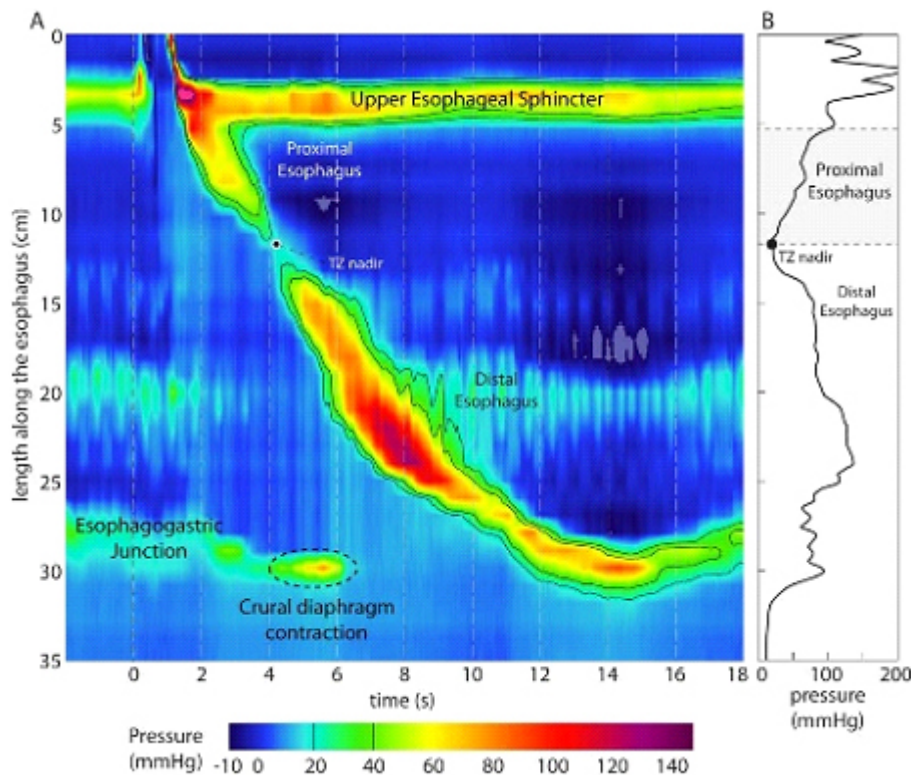 A
B
length along the esophagus (cm)
0
5
10
15
20
25
30
35
Upper Esophageal Sphincter
Proximal
Esophagus
TZ nadir
Distal
Esophagus
Esophagogastric
Junction
Crural diaphragm
contraction
0 2 4 6 8 10 12 14 16 18
time (s)
Proximal
Esophagus
TZ nadir
Distal
Esophagus
0 100 200
pressure
(mmHg)
Pressure
(mmHg)
-10 0 20 40 60 80 100 120 140